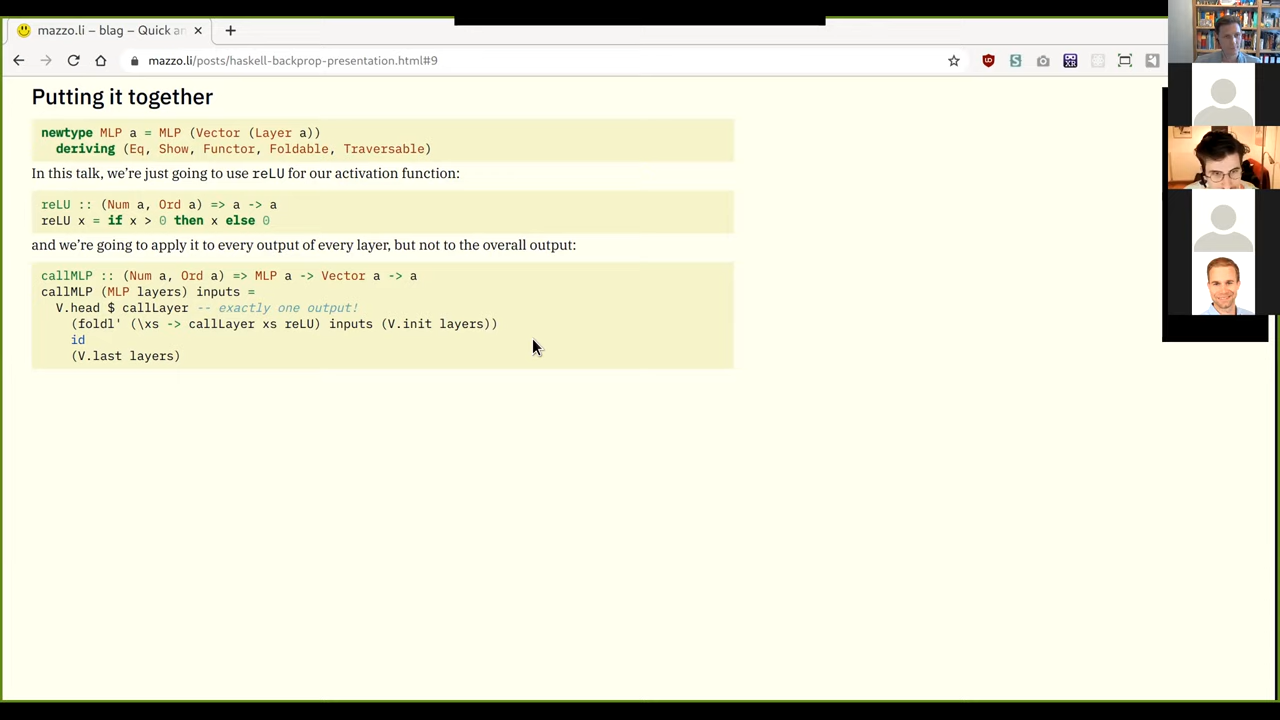 mazzo.li – blag – Quick an
mazzo.li/posts/haskell-backprop-presentation.html#9
Putting it together
newtype MLP a = MLP (Vector (Layer a))
deriving (Eq, Show, Functor, Foldable, Traversable)
In this talk, we're just going to use reLU for our activation function:
reLU :: (Num a, Ord a) => a -> a
reLU x = if x > 0 then x else 0
and we're going to apply it to every output of every layer, but not to the overall output:
callMLP :: (Num a, Ord a) => MLP a -> Vector a -> a
callMLP (MLP layers) inputs =
V.head $ callLayer -- exactly one output!
(foldl' (\xs -> callLayer xs reLU) inputs (V.init layers))
id
(V.last layers)